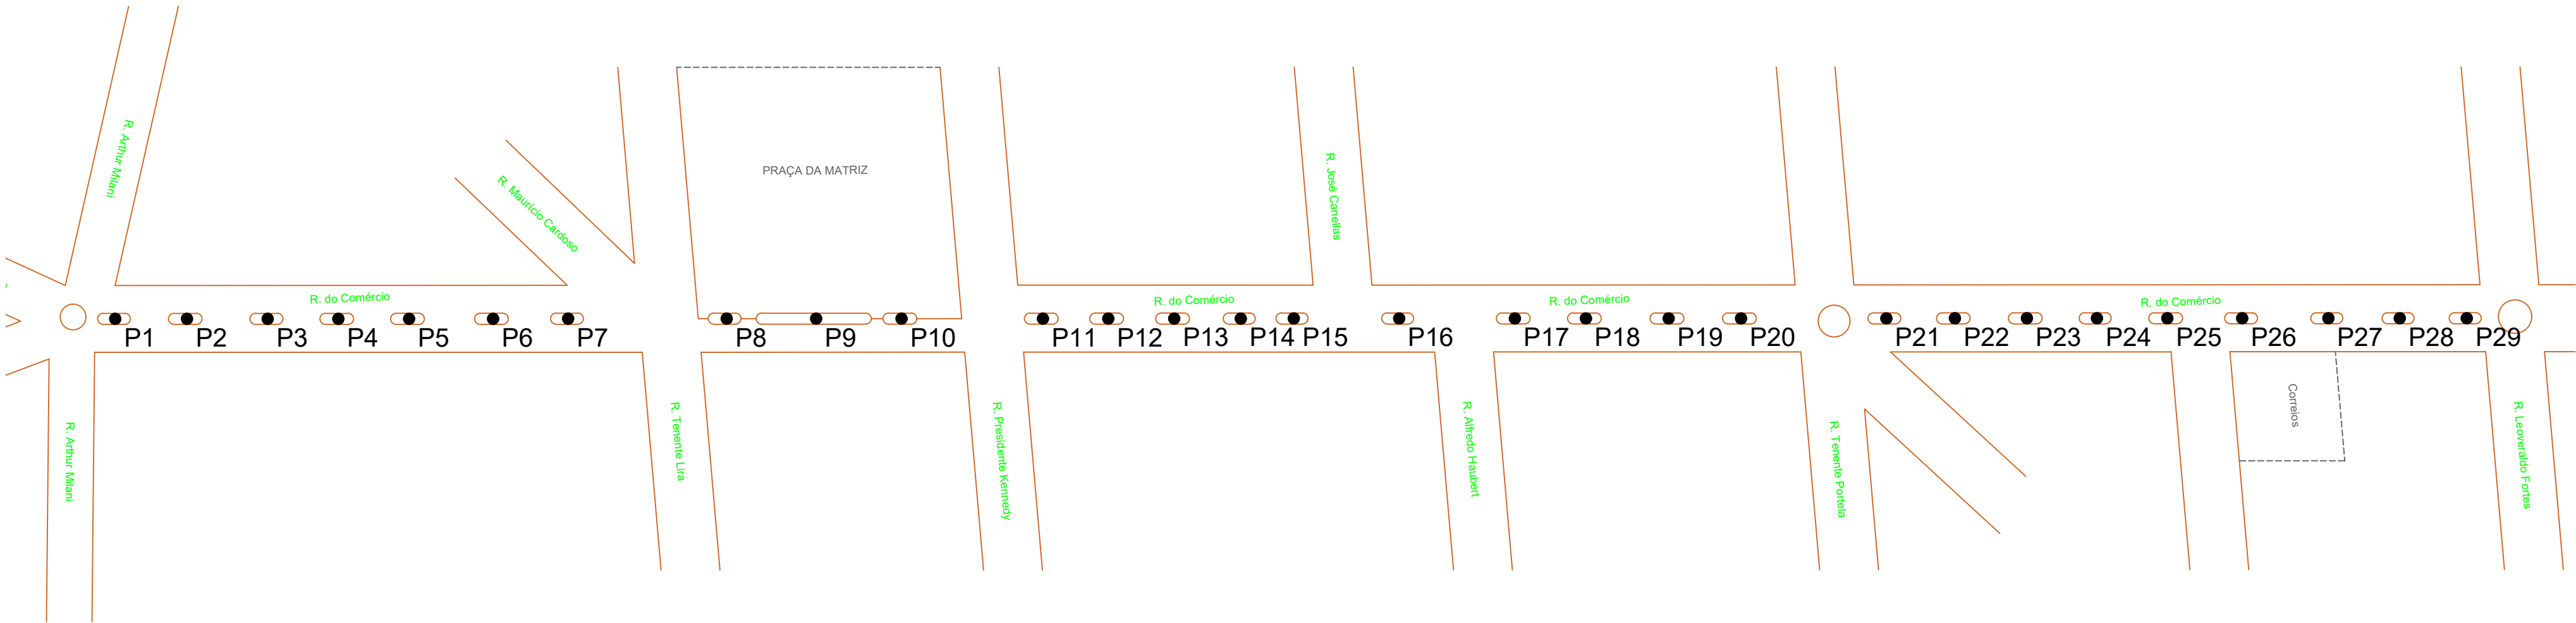 R. Arthur Milani
R. Maurício Cardoso
PRAÇA DA MATRIZ
R. José Canellas
R. do Comércio
R. do Comércio
R. do Comércio
R. do Comércio
P1
P2
P3
P4
P5
P6
P7
P8
P9
P10
P11
P12
P13
P14
P15
P16
P17
P18
P19
P20
P21
P22
P23
P24
P25
P26
P27
P28
P29
R. Arthur Milani
R. Tenente Lira
R. Presidente Kennedy
R. Alfredo Haubert
R. Tenente Portela
Correios
R. Leoveraldo Fortes